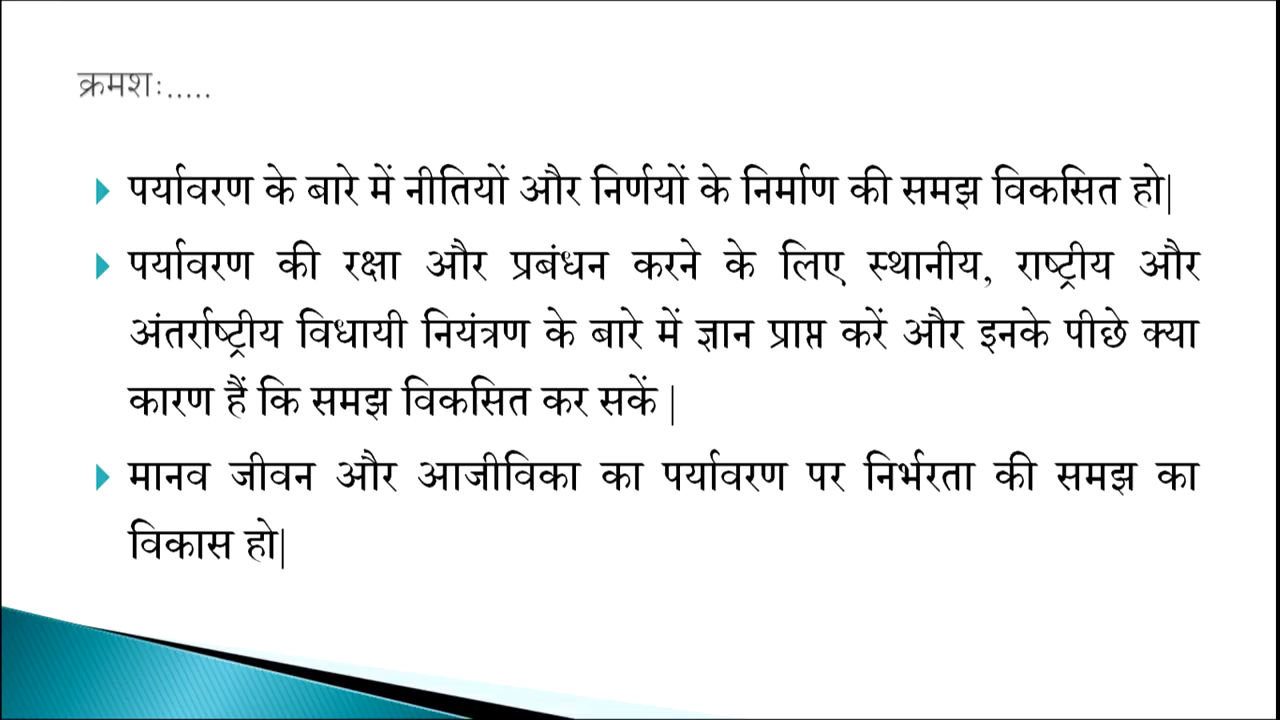 क्रमशः.....
पर्यावरण के बारे में नीतियों और निर्णयों के निर्माण की समझ विकसित हो|
पर्यावरण की रक्षा और प्रबंधन करने के लिए स्थानीय, राष्ट्रीय और
अंतर्राष्ट्रीय विधायी नियंत्रण के बारे में ज्ञान प्राप्त करें और इनके पीछे क्या
कारण हैं कि समझ विकसित कर सकें |
मानव जीवन और आजीविका का पर्यावरण पर निर्भरता की समझ का
विकास हो|